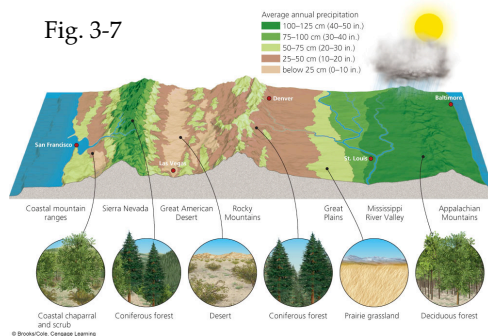 Fig. 3-7
Average annual precipitation
100–125 cm (40–50 in.)
75–100 cm (30–40 in.)
50–75 cm (20–30 in.)
25–50 cm (10–20 in.)
below 25 cm (0–10 in.)
Denver
Baltimore
San Francisco
Las Vegas
St. Louis
Coastal mountain ranges
Sierra Nevada
Great American Desert
Rocky Mountains
Great Plains
Mississippi River Valley
Appalachian Mountains
Coastal chaparral and scrub
Coniferous forest
Desert
Coniferous forest
Prairie grassland
Deciduous forest
© Brooks/Cole, Cengage Learning